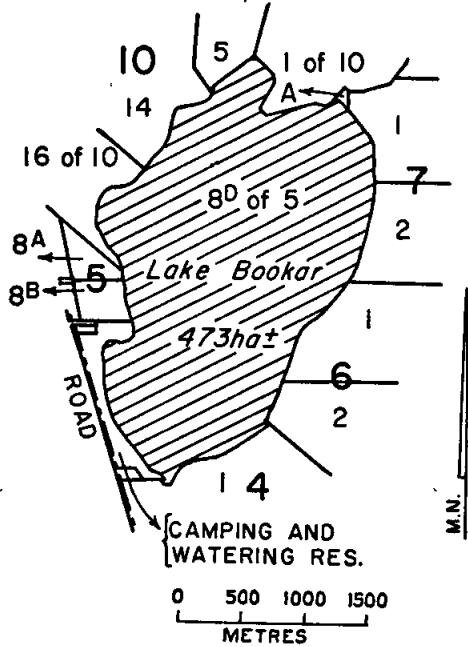 10
5
1 of 10
A
14
1
16 of 10
7
8D of 5
2
8A
5
Lake Bookar
8B
1
473ha±
6
ROAD
2
1 4
M.N.
CAMPING AND
WATERING RES.
0 500 1000 1500
METRES